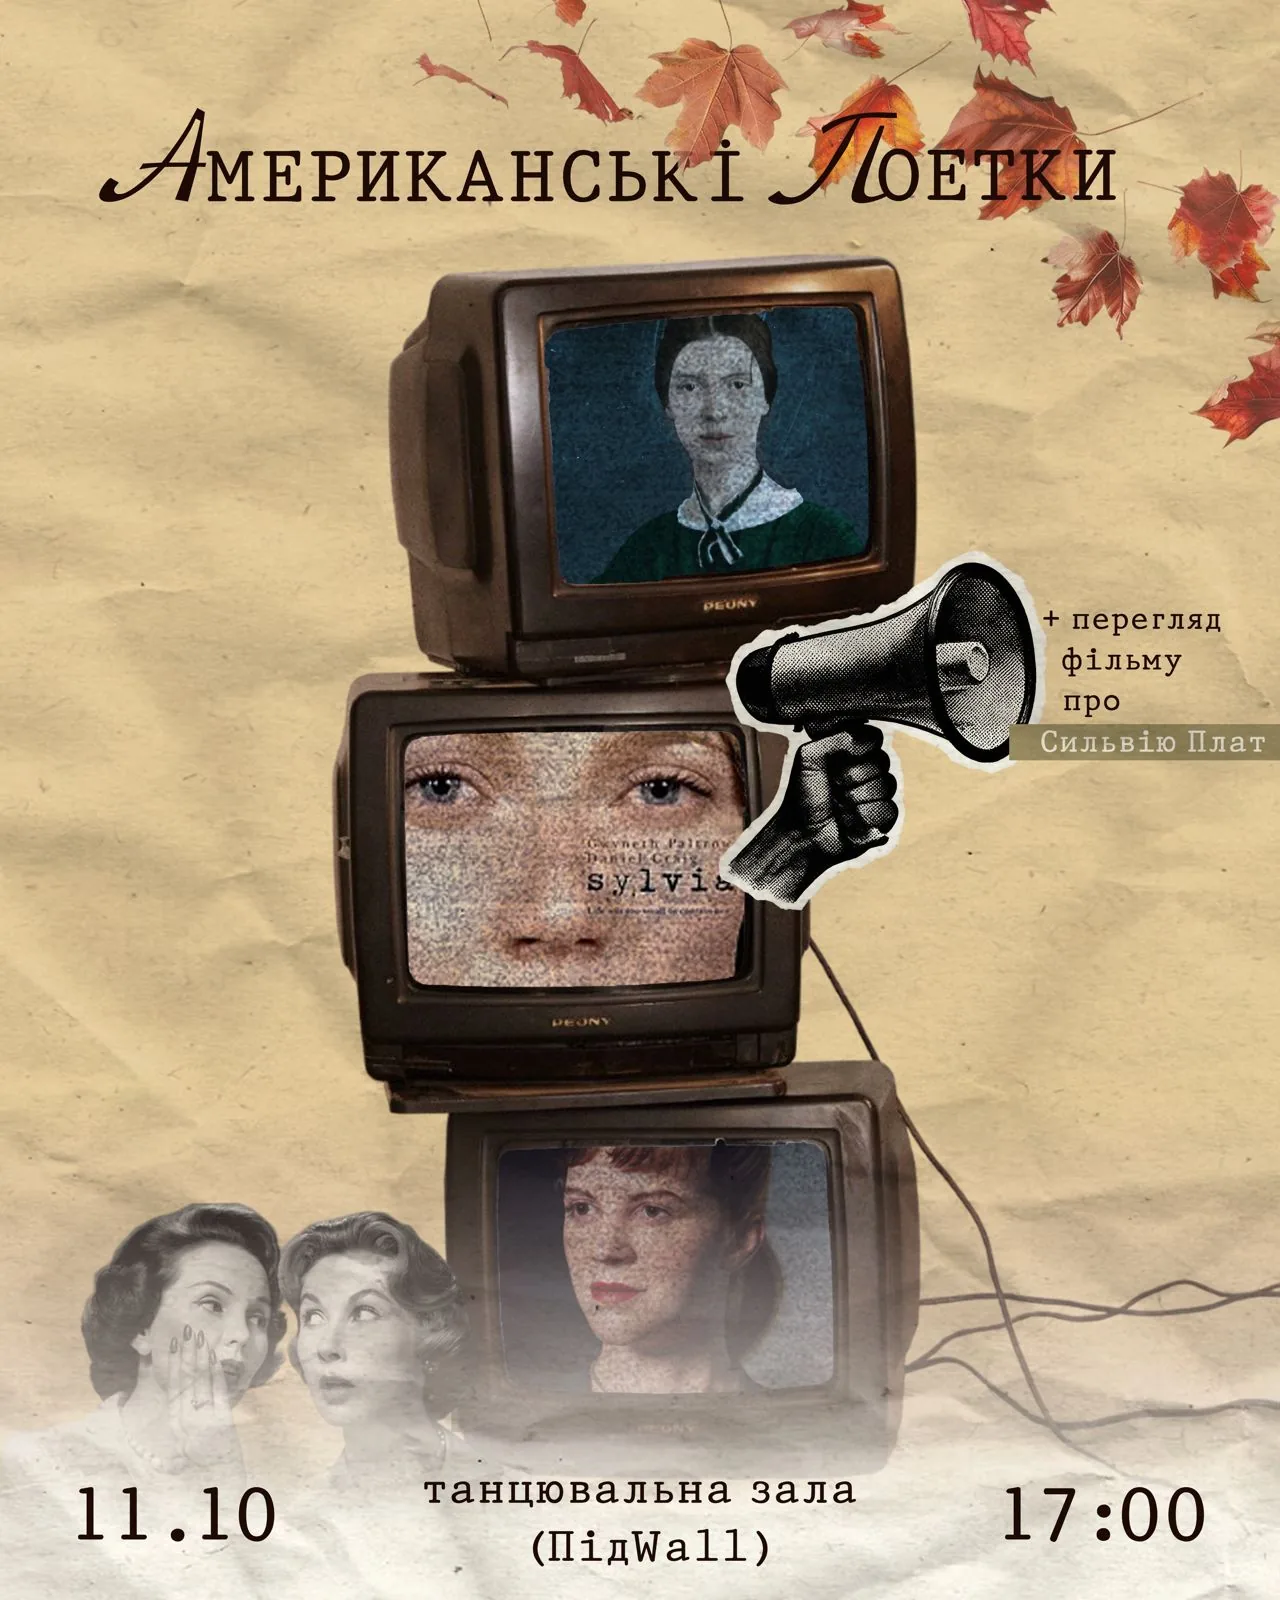 Американські Поетки
PEONY
+ перегляд
фільму
про
Сильвію Плат
Gwyneth Paltrow
Daniel Craig
sylvia
PEONY
11.10
танцювальна зала
(ПідWall)
17:00